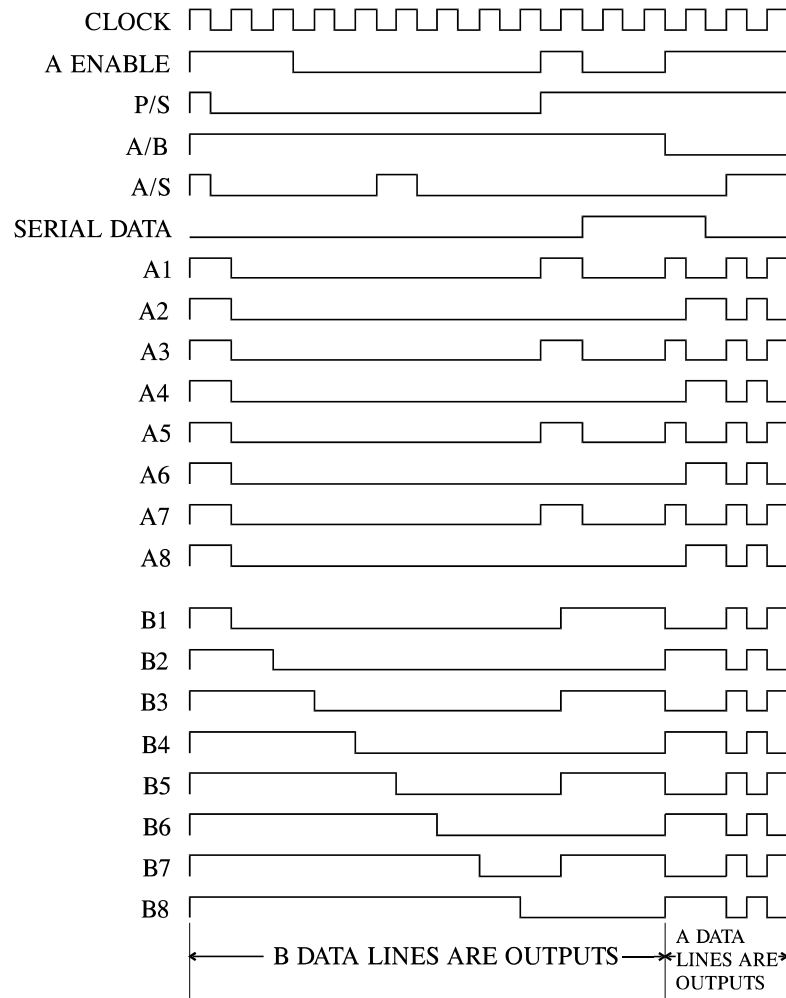 CLOCK
A ENABLE
P/S
A/B
A/S
SERIAL DATA
A1
A2
A3
A4
A5
A6
A7
A8
B1
B2
B3
B4
B5
B6
B7
B8
B DATA LINES ARE OUTPUTS
A DATA
LINES ARE
OUTPUTS